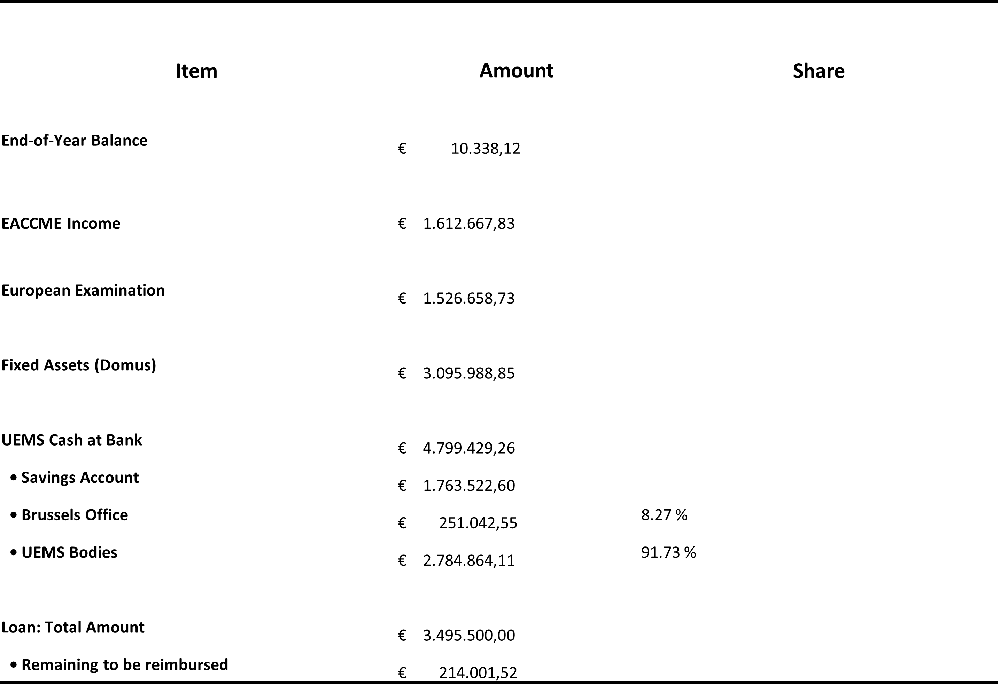 Item Amount Share
End-of-Year Balance € 10.338,12
EACCME Income € 1.612.667,83
European Examination € 1.526.658,73
Fixed Assets (Domus) € 3.095.988,85
UEMS Cash at Bank € 4.799.429,26
• Savings Account € 1.763.522,60
• Brussels Office € 251.042,55 8.27 %
• UEMS Bodies € 2.784.864,11 91.73 %
Loan: Total Amount € 3.495.500,00
• Remaining to be reimbursed € 214.001,52